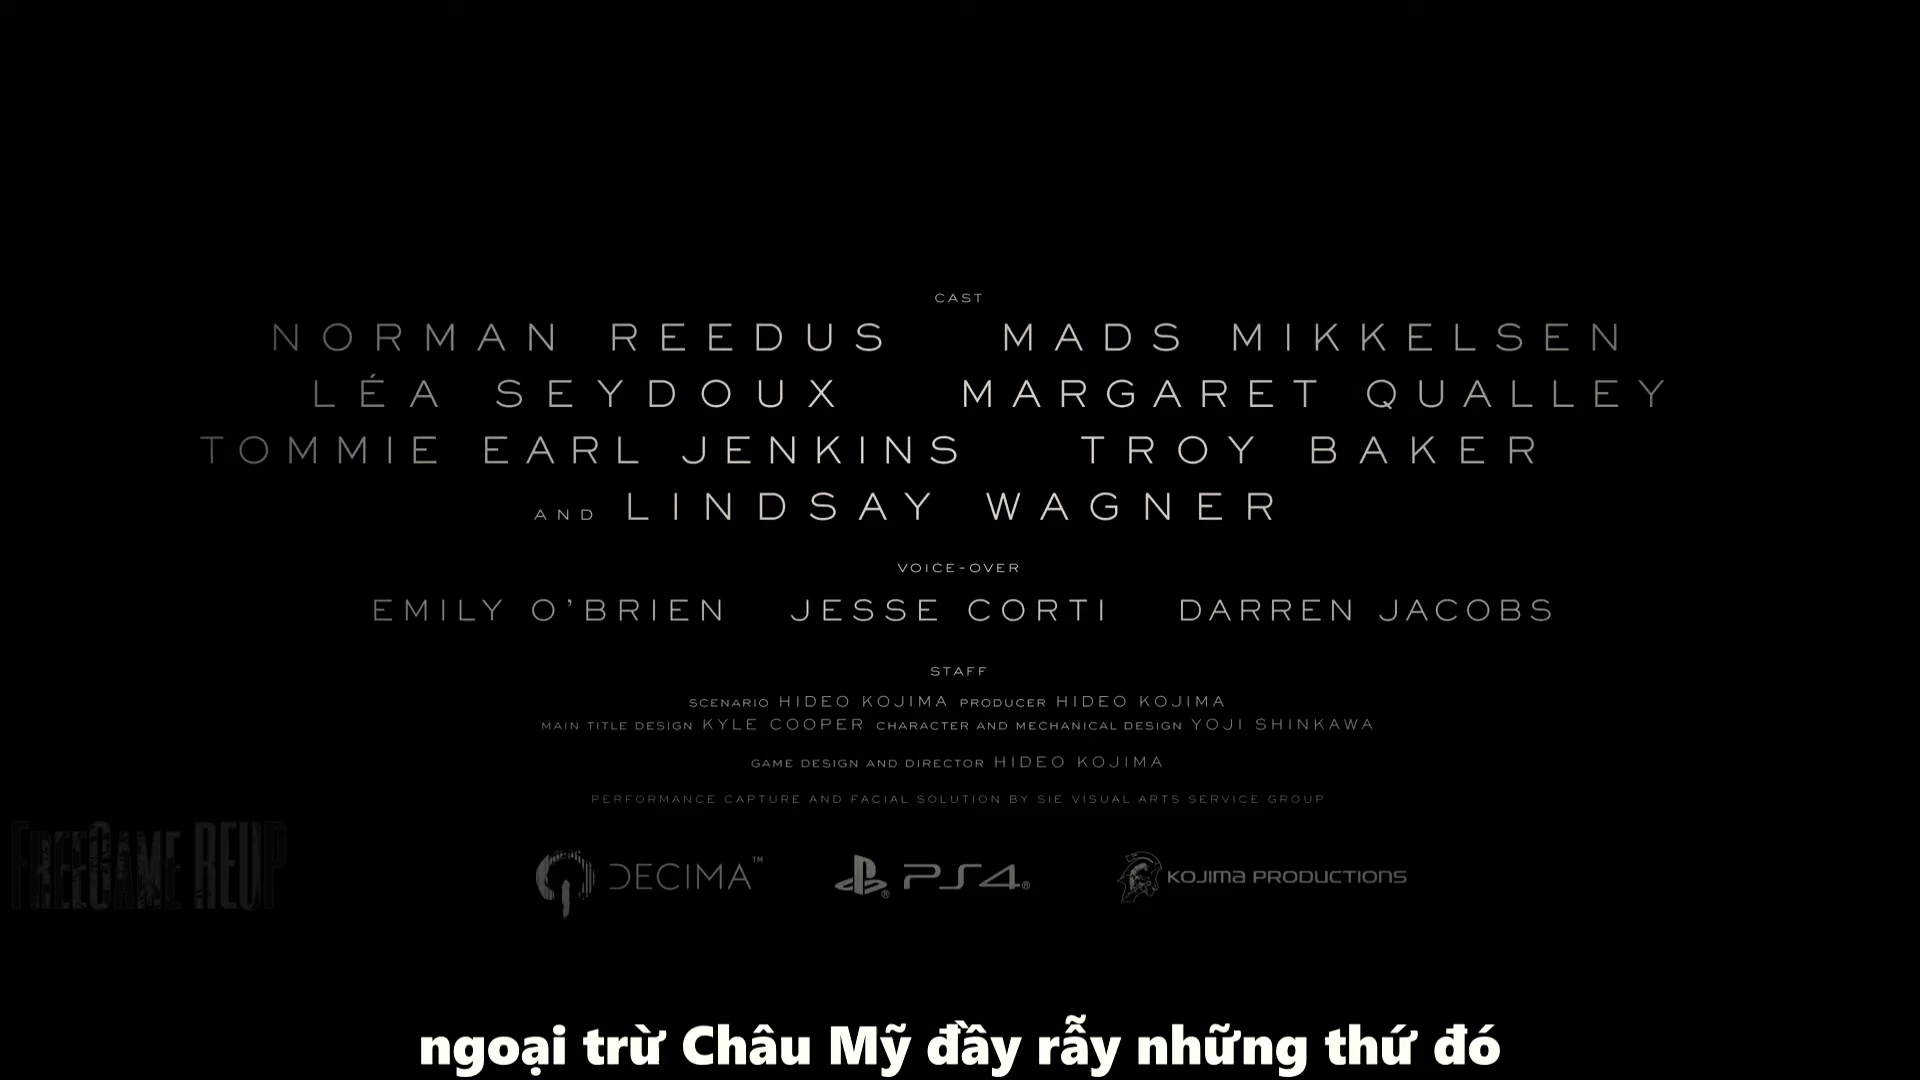 CAST
NORMAN REEDUS MADS MIKKELSEN
LÉA SEYDOUX MARGARET QUALLEY
TOMMIE EARL JENKINS TROY BAKER
AND LINDSAY WAGNER
VOICE-OVER
EMILY O’BRIEN JESSE CORTI DARREN JACOBS
STAFF
SCENARIO HIDEO KOJIMA PRODUCER HIDEO KOJIMA
MAIN TITLE DESIGN KYLE COOPER CHARACTER AND MECHANICAL DESIGN YOJI SHINKAWA
GAME DESIGN AND DIRECTOR HIDEO KOJIMA
PERFORMANCE CAPTURE AND FACIAL SOLUTION BY SIE VISUAL ARTS SERVICE GROUP
FREEGAME REUP
DECIMA™ PS4® KOJIMA PRODUCTIONS
ngoại trừ Châu Mỹ đầy rẫy những thứ đó